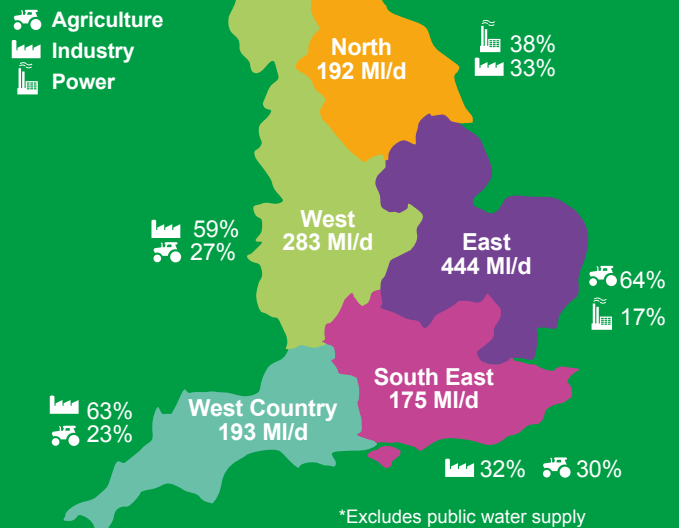 Agriculture
Industry
Power
North
192 Ml/d
38%
33%
West
283 Ml/d
59%
27%
East
444 Ml/d
64%
17%
South East
175 Ml/d
West Country
193 Ml/d
63%
23%
32% 30%
*Excludes public water supply